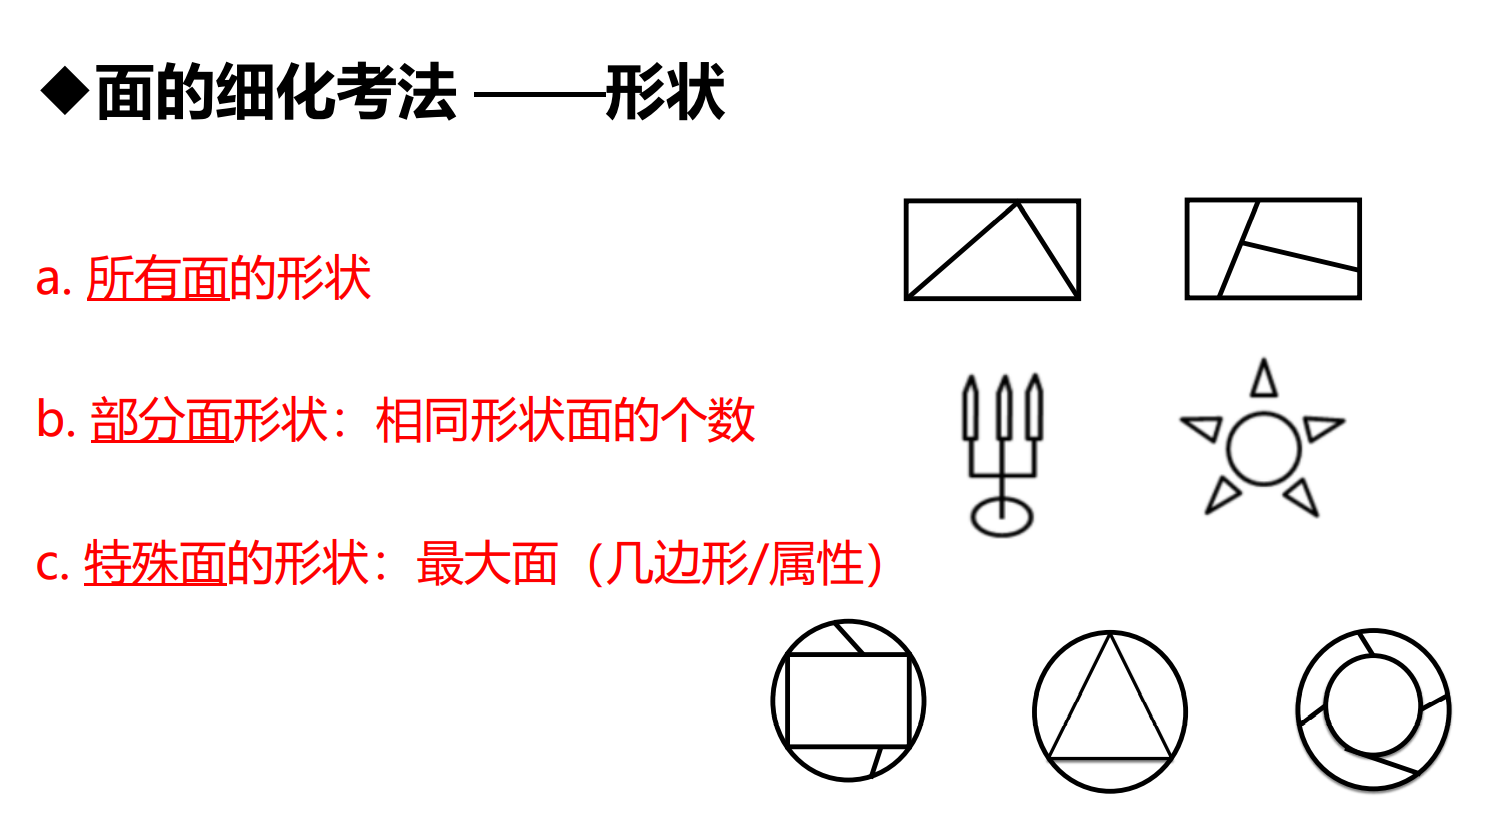 ◆面的细化考法 ——形状
a. 所有面的形状
b. 部分面形状：相同形状面的个数
c. 特殊面的形状：最大面（几边形/属性）